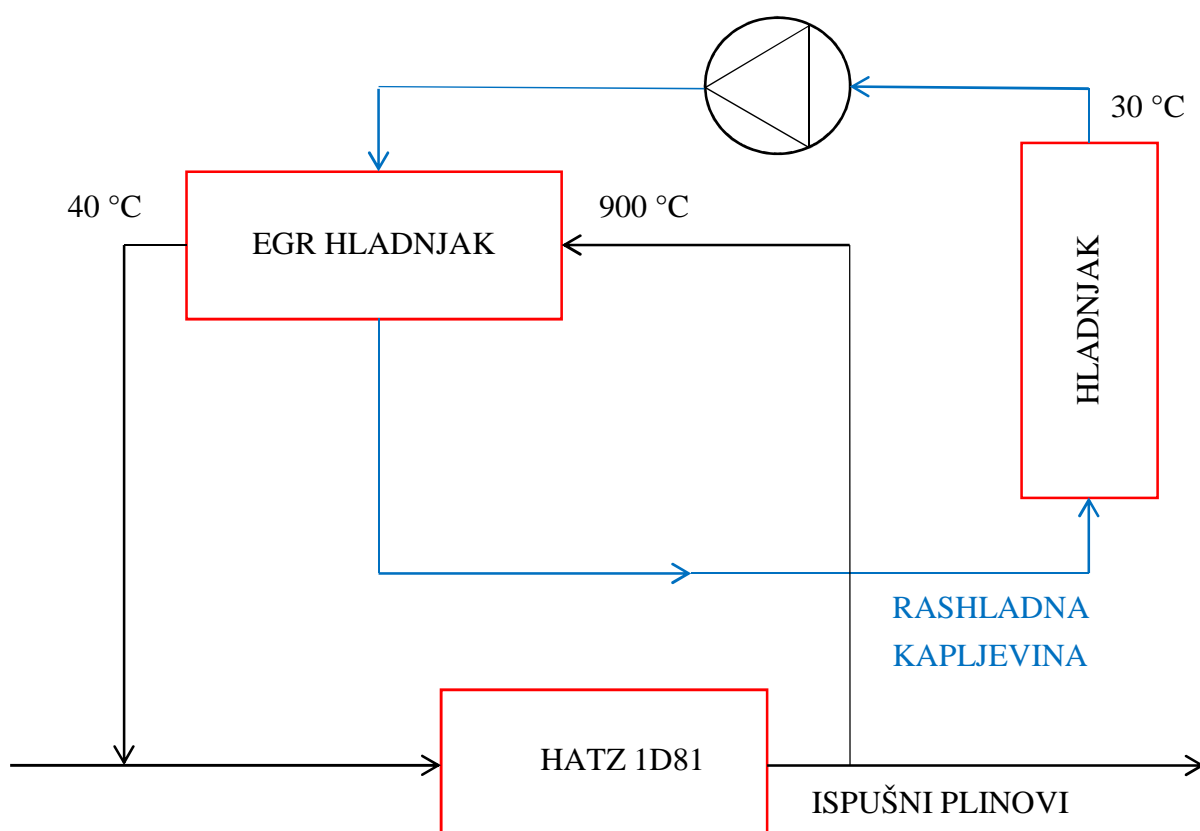 30 °C
40 °C
900 °C
EGR HLADNJAK
HLADNJAK
RASHLADNA
KAPLJEVINA
HATZ 1D81
ISPUŠNI PLINOVI